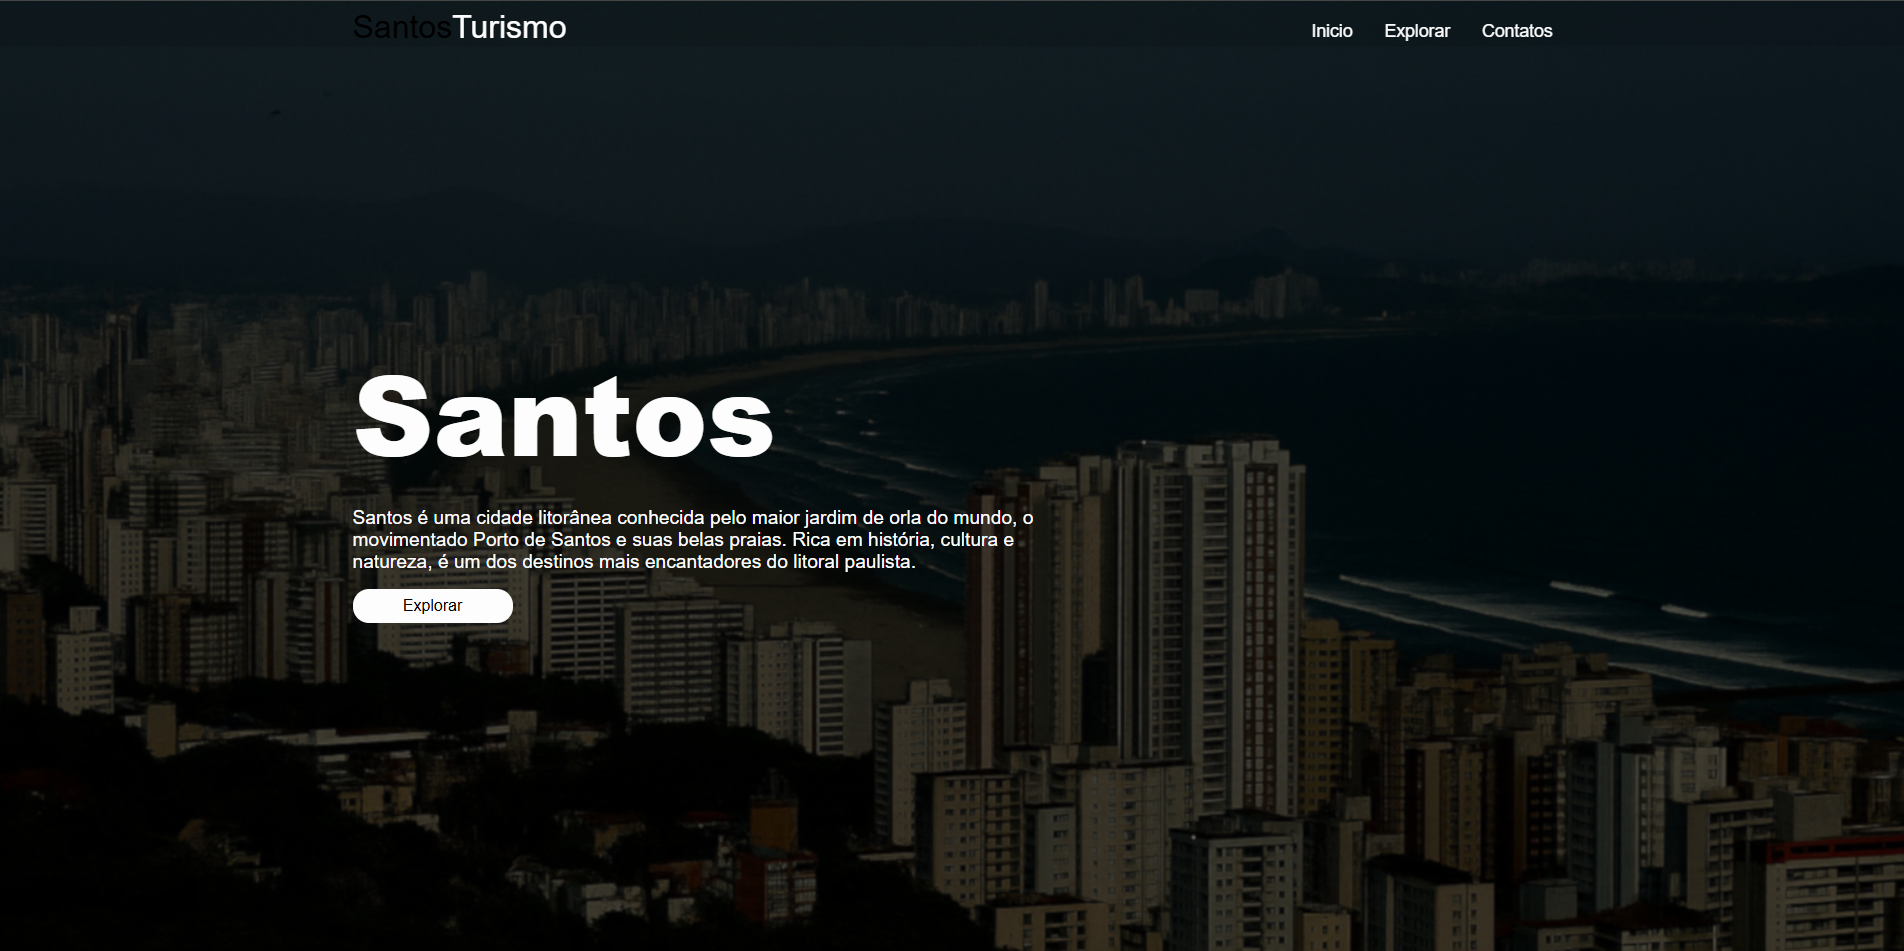 SantosTurismo
Inicio Explorar Contatos
Santos
Santos é uma cidade litorânea conhecida pelo maior jardim de orla do mundo, o
movimentado Porto de Santos e suas belas praias. Rica em história, cultura e
natureza, é um dos destinos mais encantadores do litoral paulista.
Explorar